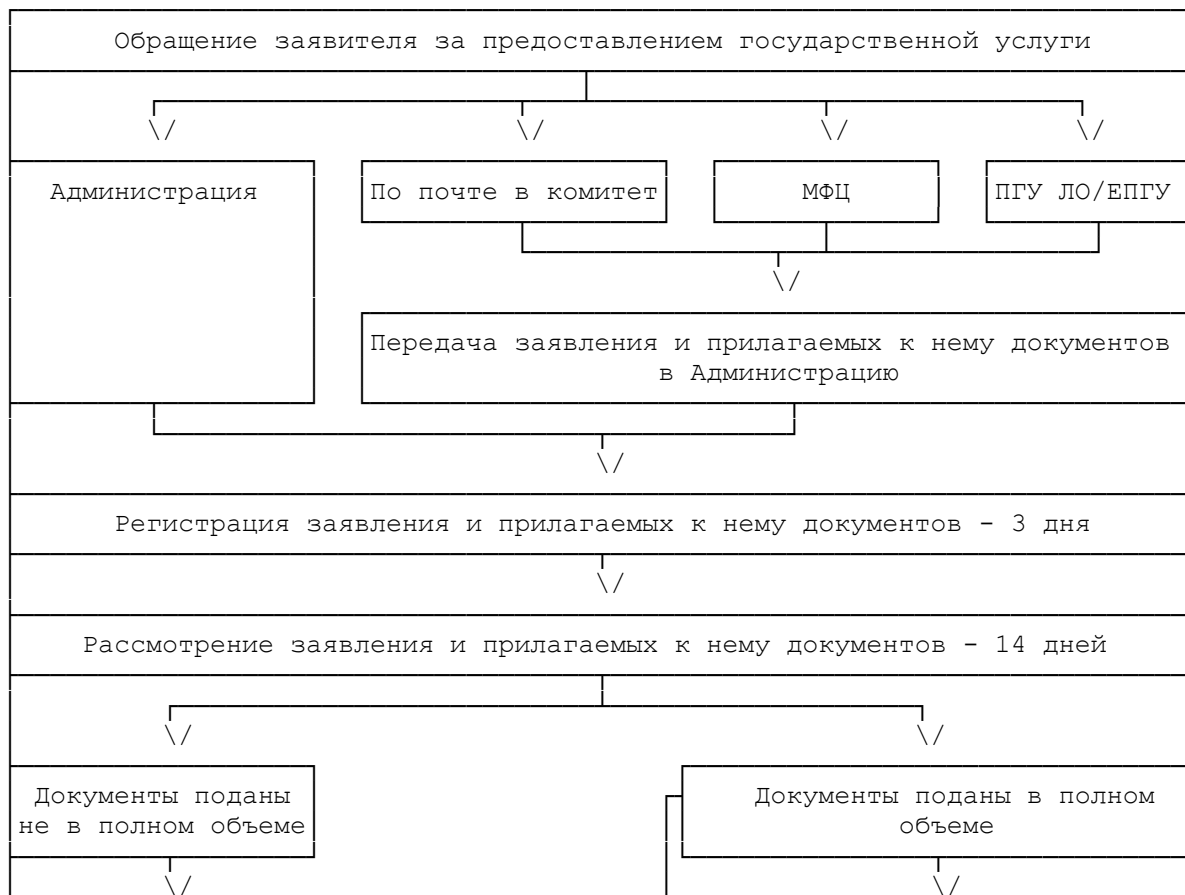 Обращение заявителя за предоставлением государственной услуги
\/ \/ \/ \/
Администрация По почте в комитет МФЦ ПГУ ЛО/ЕПГУ
\/
Передача заявления и прилагаемых к нему документов
в Администрацию
\/
Регистрация заявления и прилагаемых к нему документов - 3 дня
\/
Рассмотрение заявления и прилагаемых к нему документов - 14 дней
\/ \/
Документы поданы
не в полном объеме
Документы поданы в полном
объеме
\/ \/